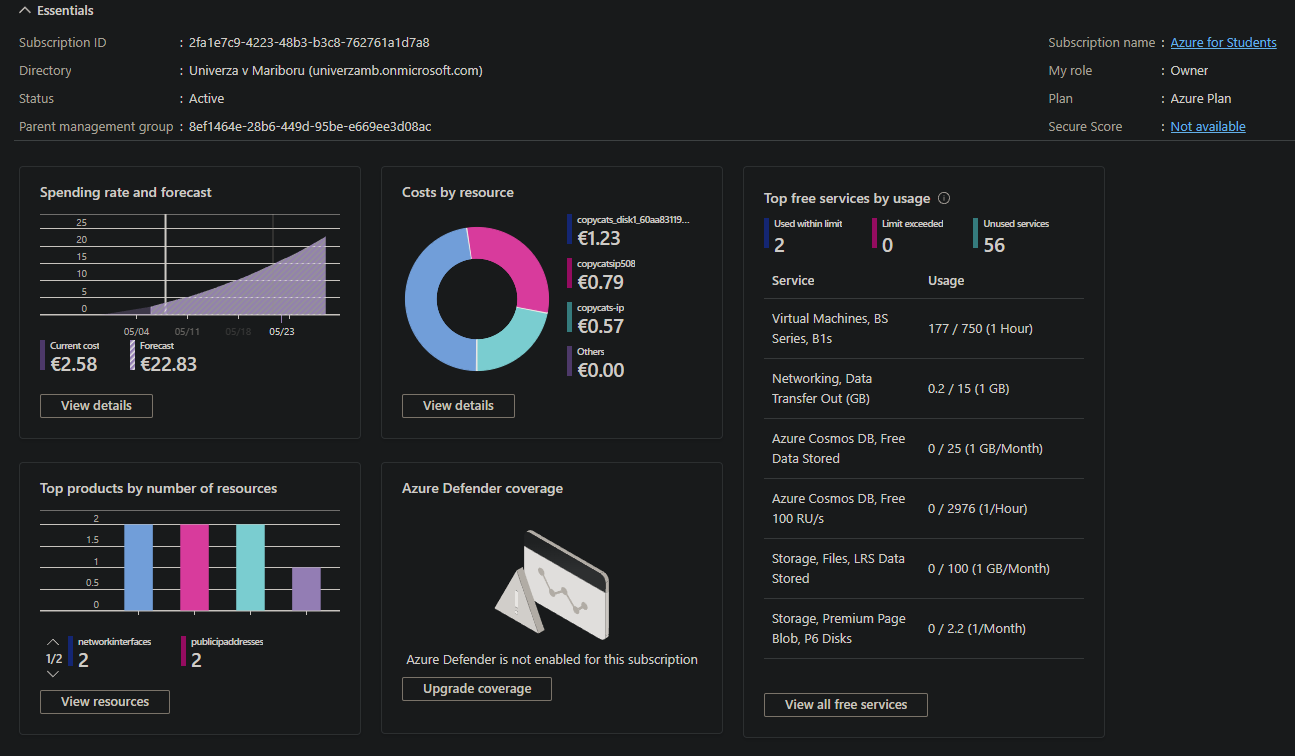 Essentials
Subscription ID : 2fa1e7c9-4223-48b3-b3c8-762761a1d7a8
Directory : Univerza v Mariboru (univerzamb.onmicrosoft.com)
Status : Active
Parent management group : 8ef1464e-28b6-449d-95be-e669ee3d08ac
Subscription name : Azure for Students
My role : Owner
Plan : Azure Plan
Secure Score : Not available
Spending rate and forecast
25
20
15
10
5
0
05/04 05/11 05/18 05/23
Current cost
€2.58
Forecast
€22.83
View details
Costs by resource
copycats_disk1_60aa83119...
€1.23
copycatsip508
€0.79
copycats-ip
€0.57
Others
€0.00
View details
Top free services by usage
Used within limit
2
Limit exceeded
0
Unused services
56
Service Usage
Virtual Machines, BS
Series, B1s
177 / 750 (1 Hour)
Networking, Data
Transfer Out (GB)
0.2 / 15 (1 GB)
Azure Cosmos DB, Free
Data Stored
0 / 25 (1 GB/Month)
Azure Cosmos DB, Free
100 RU/s
0 / 2976 (1/Hour)
Storage, Files, LRS Data
Stored
0 / 100 (1 GB/Month)
Storage, Premium Page
Blob, P6 Disks
0 / 2.2 (1/Month)
View all free services
Top products by number of resources
2
1.5
1
0.5
0
1/2
networkinterfaces
2
publicipaddresses
2
View resources
Azure Defender coverage
Azure Defender is not enabled for this subscription
Upgrade coverage